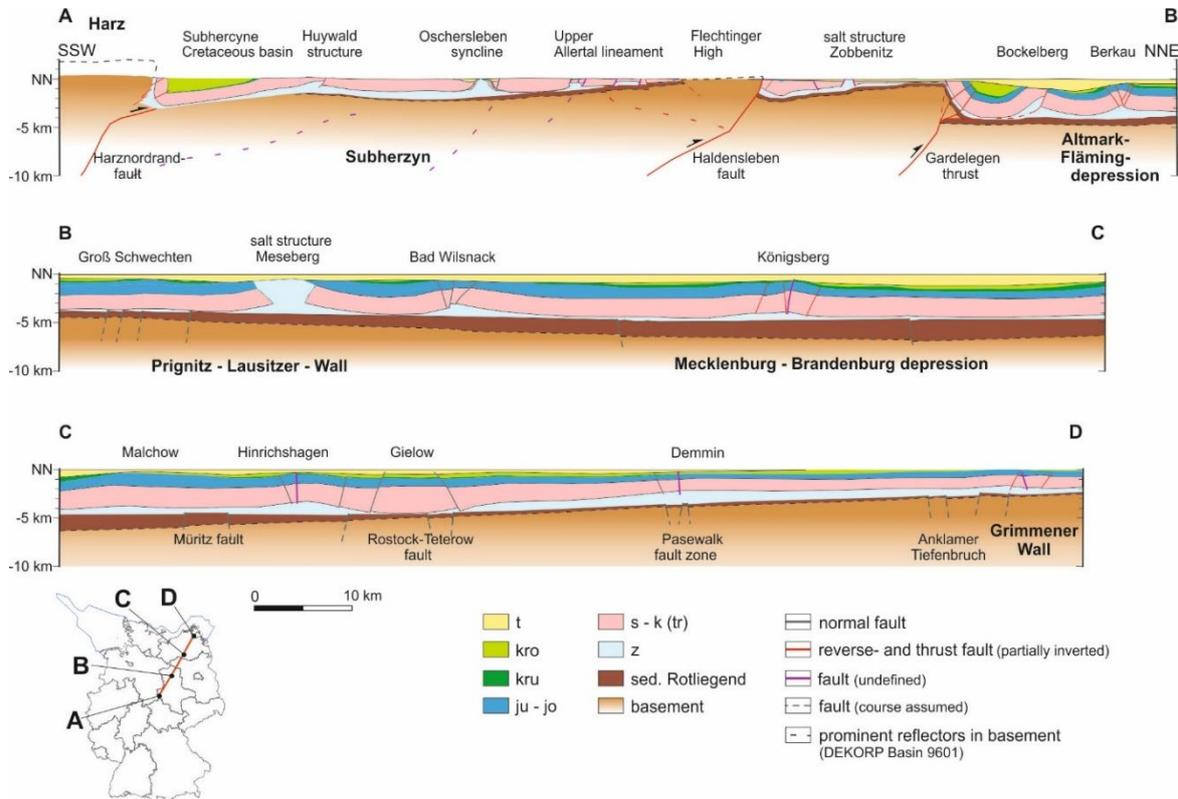 A
B
Harz
SSW
Subhercyne
Cretaceous basin
Huywald
structure
Oschersleben
syncline
Upper
Allertal lineament
Flechtinger
High
salt structure
Zobbenitz
Bockelberg
Berkau
NNE
NN
-5 km
-10 km
Harznordrand-
fault
Subherzyn
Haldensleben
fault
Gardelegen
thrust
Altmark-
Fläming-
depression
B
C
Groß Schwechten
salt structure
Meseberg
Bad Wilsnack
Königsberg
NN
-5 km
-10 km
Prignitz - Lausitzer - Wall
Mecklenburg - Brandenburg depression
C
D
Malchow
Hinrichshagen
Gielow
Demmin
NN
-5 km
-10 km
Müritz fault
Rostock-Teterow
fault
Pasewalk
fault zone
Anklamer
Tiefenbruch
Grimmener
Wall
C
D
B
A
0
10 km
t
kro
kru
ju - jo
s - k (tr)
z
sed. Rotliegend
basement
normal fault
reverse- and thrust fault (partially inverted)
fault (undefined)
fault (course assumed)
prominent reflectors in basement
(DEKORP Basin 9601)